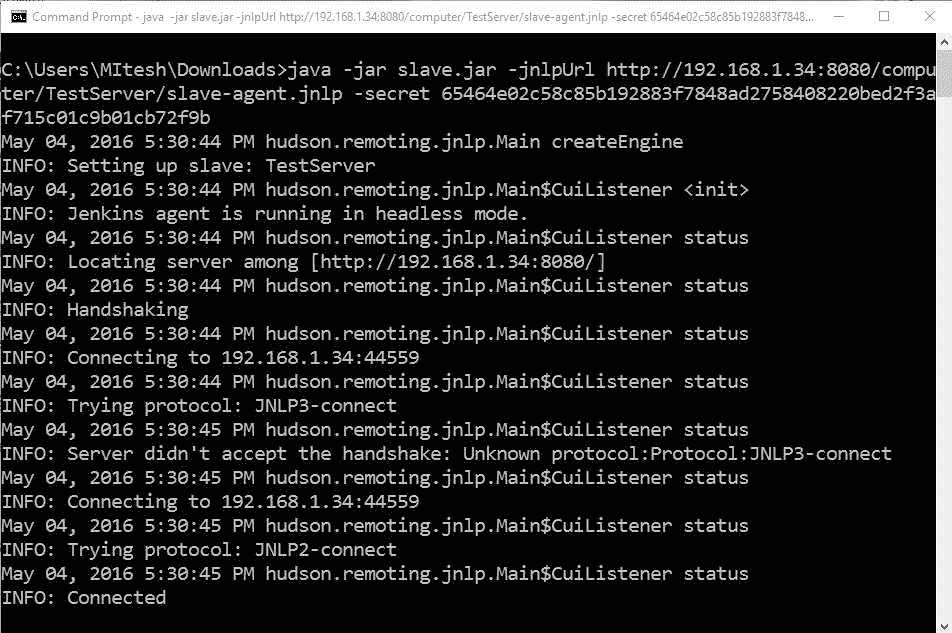 Command Prompt - java -jar slave.jar -jnlpUrl http://192.168.1.34:8080/computer/TestServer/slave-agent.jnlp -secret 65464e02c58c85b192883f7848...
C:\Users\MItesh\Downloads>java -jar slave.jar -jnlpUrl http://192.168.1.34:8080/compu
ter/TestServer/slave-agent.jnlp -secret 65464e02c58c85b192883f7848ad2758408220bed2f3a
f715c01c9b01cb72f9b
May 04, 2016 5:30:44 PM hudson.remoting.jnlp.Main createEngine
INFO: Setting up slave: TestServer
May 04, 2016 5:30:44 PM hudson.remoting.jnlp.Main$CuiListener <init>
INFO: Jenkins agent is running in headless mode.
May 04, 2016 5:30:44 PM hudson.remoting.jnlp.Main$CuiListener status
INFO: Locating server among [http://192.168.1.34:8080/]
May 04, 2016 5:30:44 PM hudson.remoting.jnlp.Main$CuiListener status
INFO: Handshaking
May 04, 2016 5:30:44 PM hudson.remoting.jnlp.Main$CuiListener status
INFO: Connecting to 192.168.1.34:44559
May 04, 2016 5:30:44 PM hudson.remoting.jnlp.Main$CuiListener status
INFO: Trying protocol: JNLP3-connect
May 04, 2016 5:30:45 PM hudson.remoting.jnlp.Main$CuiListener status
INFO: Server didn't accept the handshake: Unknown protocol:Protocol:JNLP3-connect
May 04, 2016 5:30:45 PM hudson.remoting.jnlp.Main$CuiListener status
INFO: Connecting to 192.168.1.34:44559
May 04, 2016 5:30:45 PM hudson.remoting.jnlp.Main$CuiListener status
INFO: Trying protocol: JNLP2-connect
May 04, 2016 5:30:45 PM hudson.remoting.jnlp.Main$CuiListener status
INFO: Connected